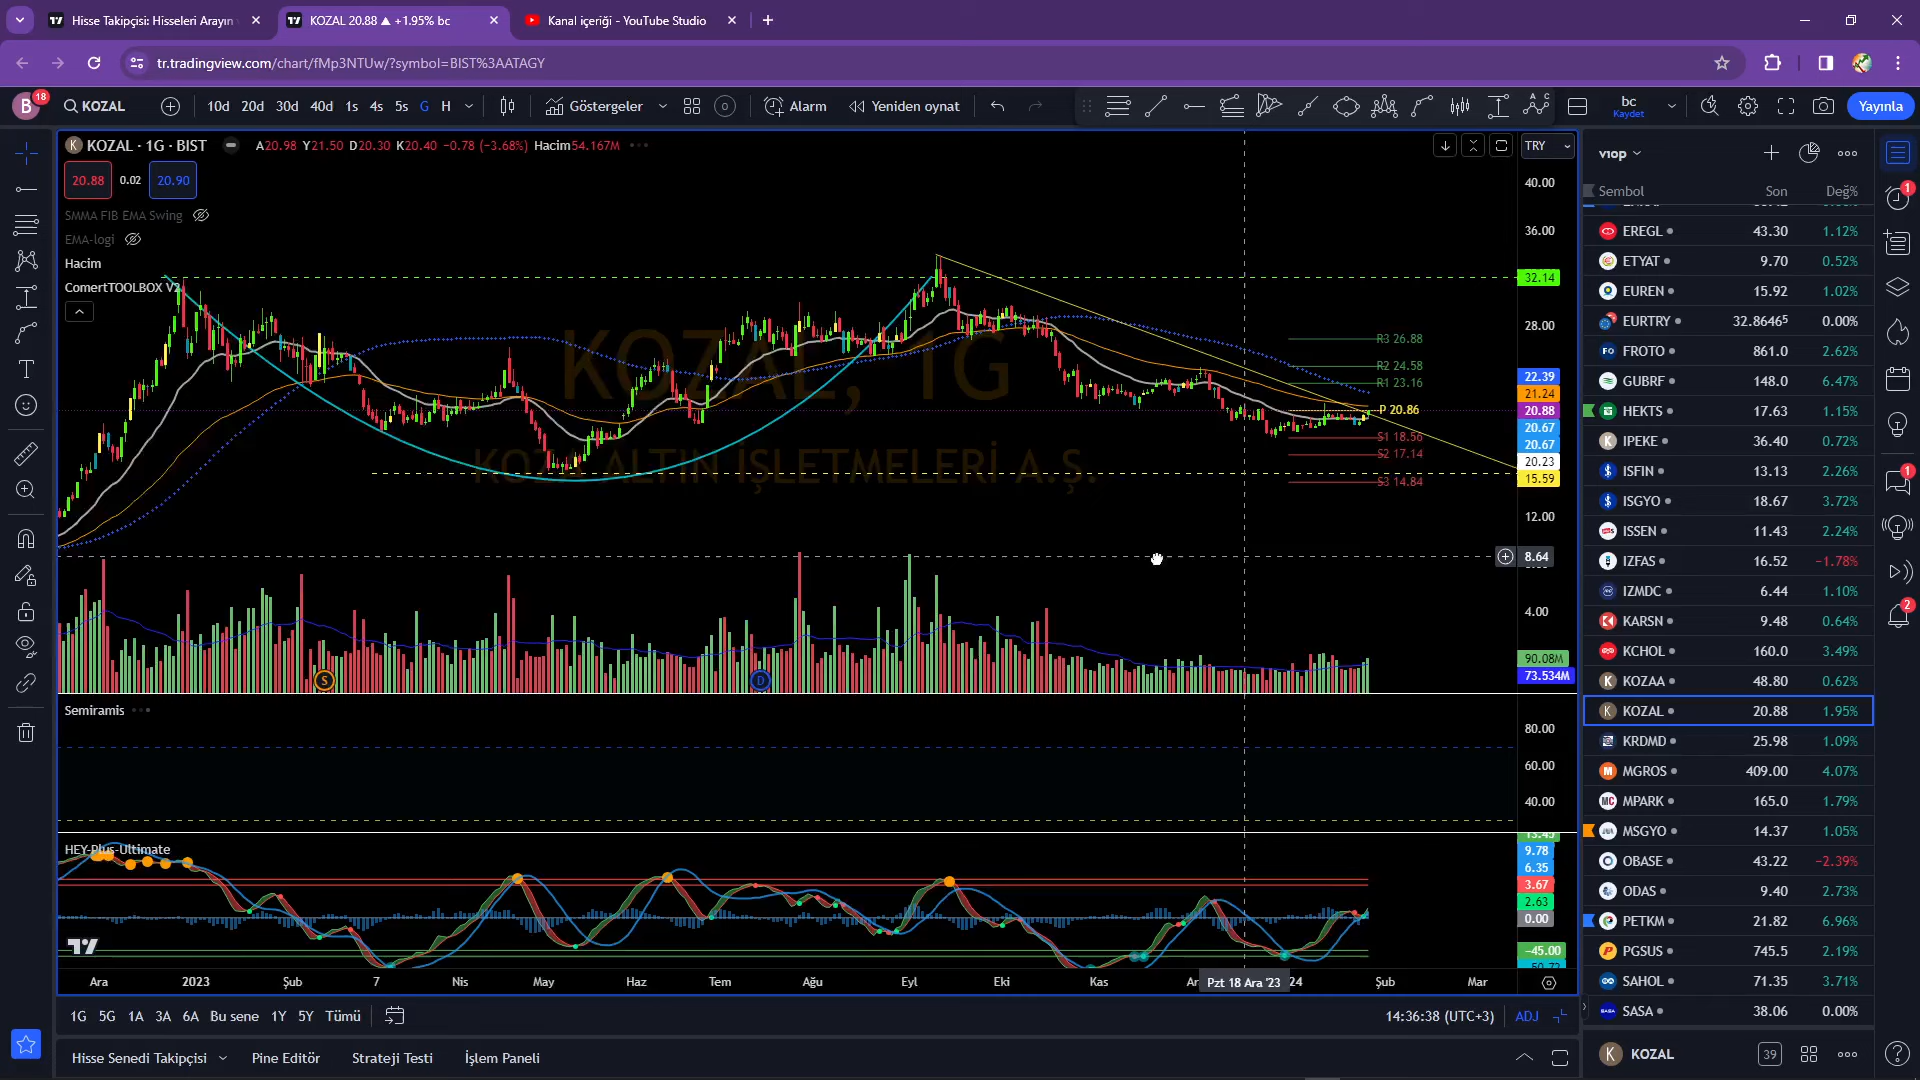 Hisse Takipçisi: Hisseleri Arayın
KOZAL 20.88 ▲ +1.95% bc
Kanal içeriği - YouTube Studio
tr.tradingview.com/chart/fMp3NTUw/?symbol=BIST%3AATAGY
B 18 KOZAL 10d 20d 30d 40d 1s 4s 5s G H Göstergeler Alarm Yeniden oynat bc Yayınla
Kaydet
KOZAL · 1G · BIST A20.98 Y21.50 D20.30 K20.40 -0.78 (-3.68%) Hacim54.167M
TRY
20.88 0.02 20.90
SMMA FIB EMA Swing
EMA-logi
Hacim
ComertTOOLBOX V2
KOZAL, 1G
KOZA ALTIN İŞLETMELERİ A.Ş.
R3 26.88
R3 24.58
R1 23.16
P 20.86
S1 18.56
S2 17.14
S3 14.84
40.00
36.00
32.14
28.00
22.39
21.24
20.88
20.67
20.67
20.23
15.59
12.00
8.64
4.00
90.08M
73.534M
S
D
Semiramis
80.00
60.00
40.00
HEY-Plus-Ultimate
13.45
9.78
6.35
3.67
2.63
0.00
-45.00
Ara 2023 Şub 7 Nis May Haz Tem Ağu Eyl Eki Kas Pzt 18 Ara '23 24 Şub Mar
1G 5G 1A 3A 6A Bu sene 1Y 5Y Tümü
14:36:38 (UTC+3) ADJ
Hisse Senedi Takipçisi Pine Editör Strateji Testi İşlem Paneli
vıop
Sembol Son Değ%
EREGL 43.30 1.12%
ETYAT 9.70 0.52%
EUREN 15.92 1.02%
EURTRY 32.8646⁵ 0.00%
FROTO 861.0 2.62%
GUBRF 148.0 6.47%
HEKTS 17.63 1.15%
IPEKE 36.40 0.72%
ISFIN 13.13 2.26%
ISGYO 18.67 3.72%
ISSEN 11.43 2.24%
IZFAS 16.52 −1.78%
IZMDC 6.44 1.10%
KARSN 9.48 0.64%
KCHOL 160.0 3.49%
KOZAA 48.80 0.62%
KOZAL 20.88 1.95%
KRDMD 25.98 1.09%
MGROS 409.00 4.07%
MPARK 165.0 1.79%
MSGYO 14.37 1.05%
OBASE 43.22 −2.39%
ODAS 9.40 2.73%
PETKM 21.82 6.96%
PGSUS 745.5 2.19%
SAHOL 71.35 3.71%
SASA 38.06 0.00%
K KOZAL 39
1
1
2